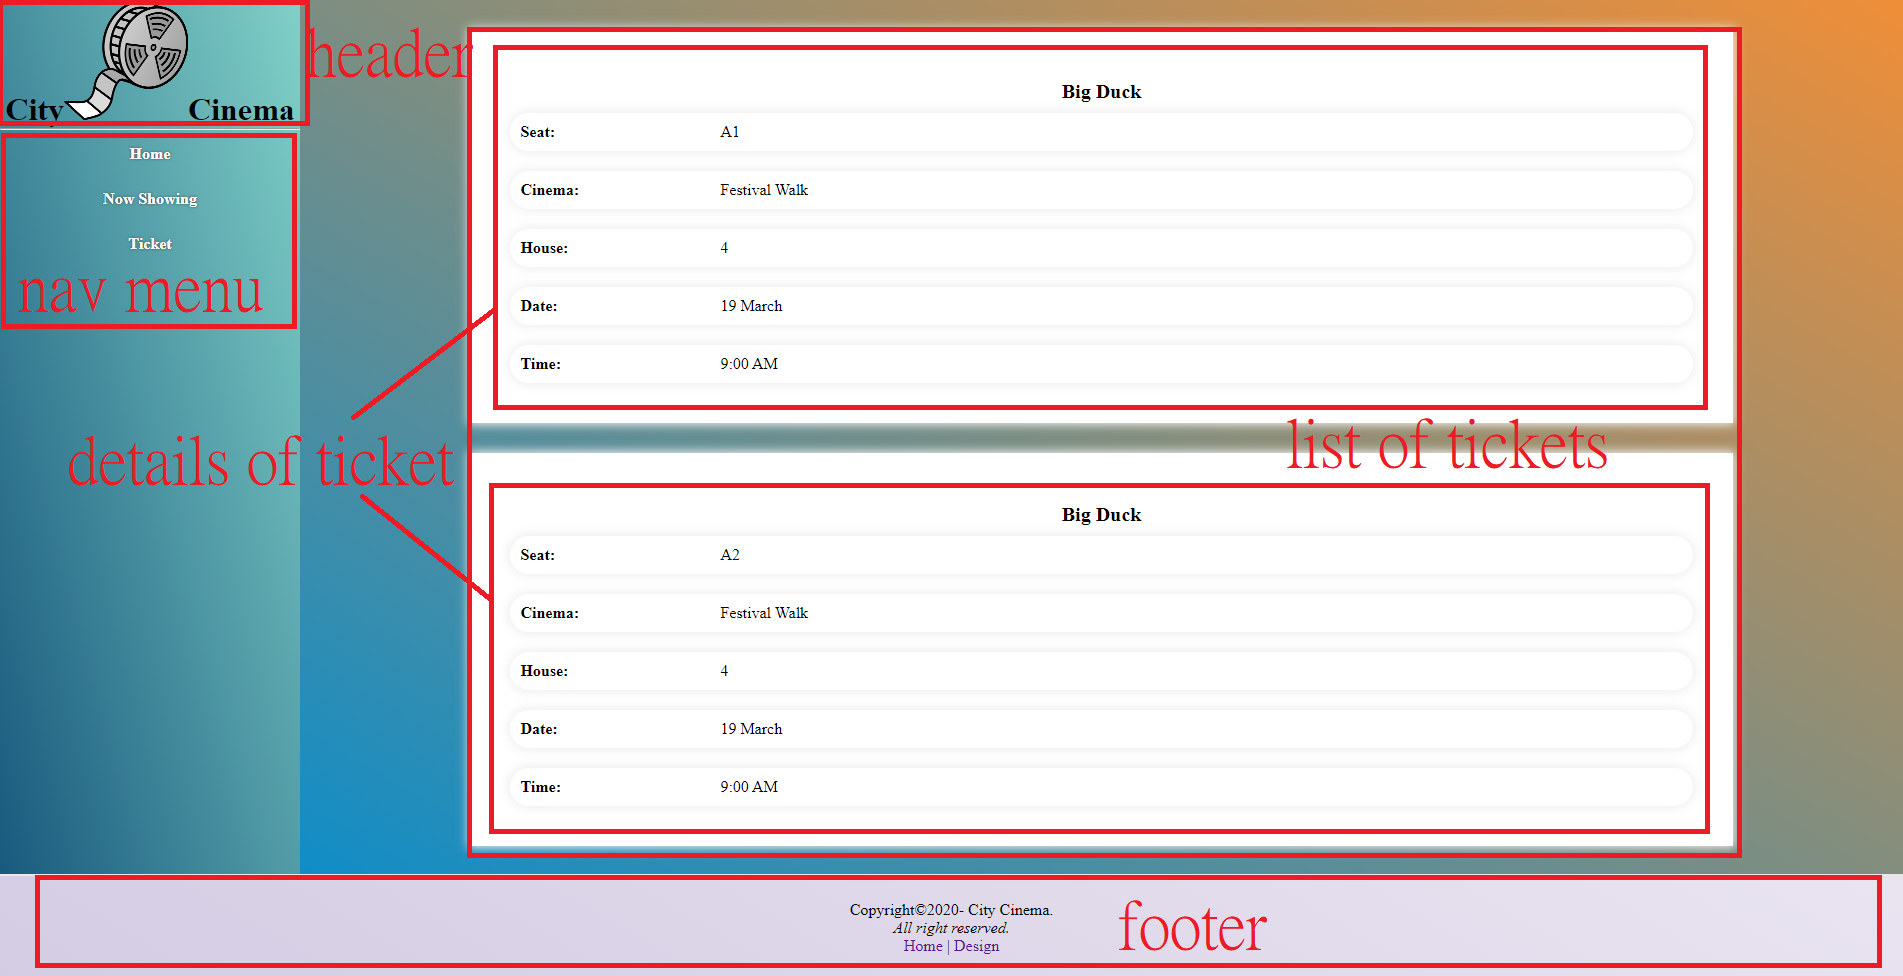 City Cinema
header
Home
Now Showing
Ticket
nav menu
details of ticket
Big Duck
Seat: A1
Cinema: Festival Walk
House: 4
Date: 19 March
Time: 9:00 AM
list of tickets
Big Duck
Seat: A2
Cinema: Festival Walk
House: 4
Date: 19 March
Time: 9:00 AM
Copyright©2020- City Cinema.
All right reserved.
Home | Design
footer